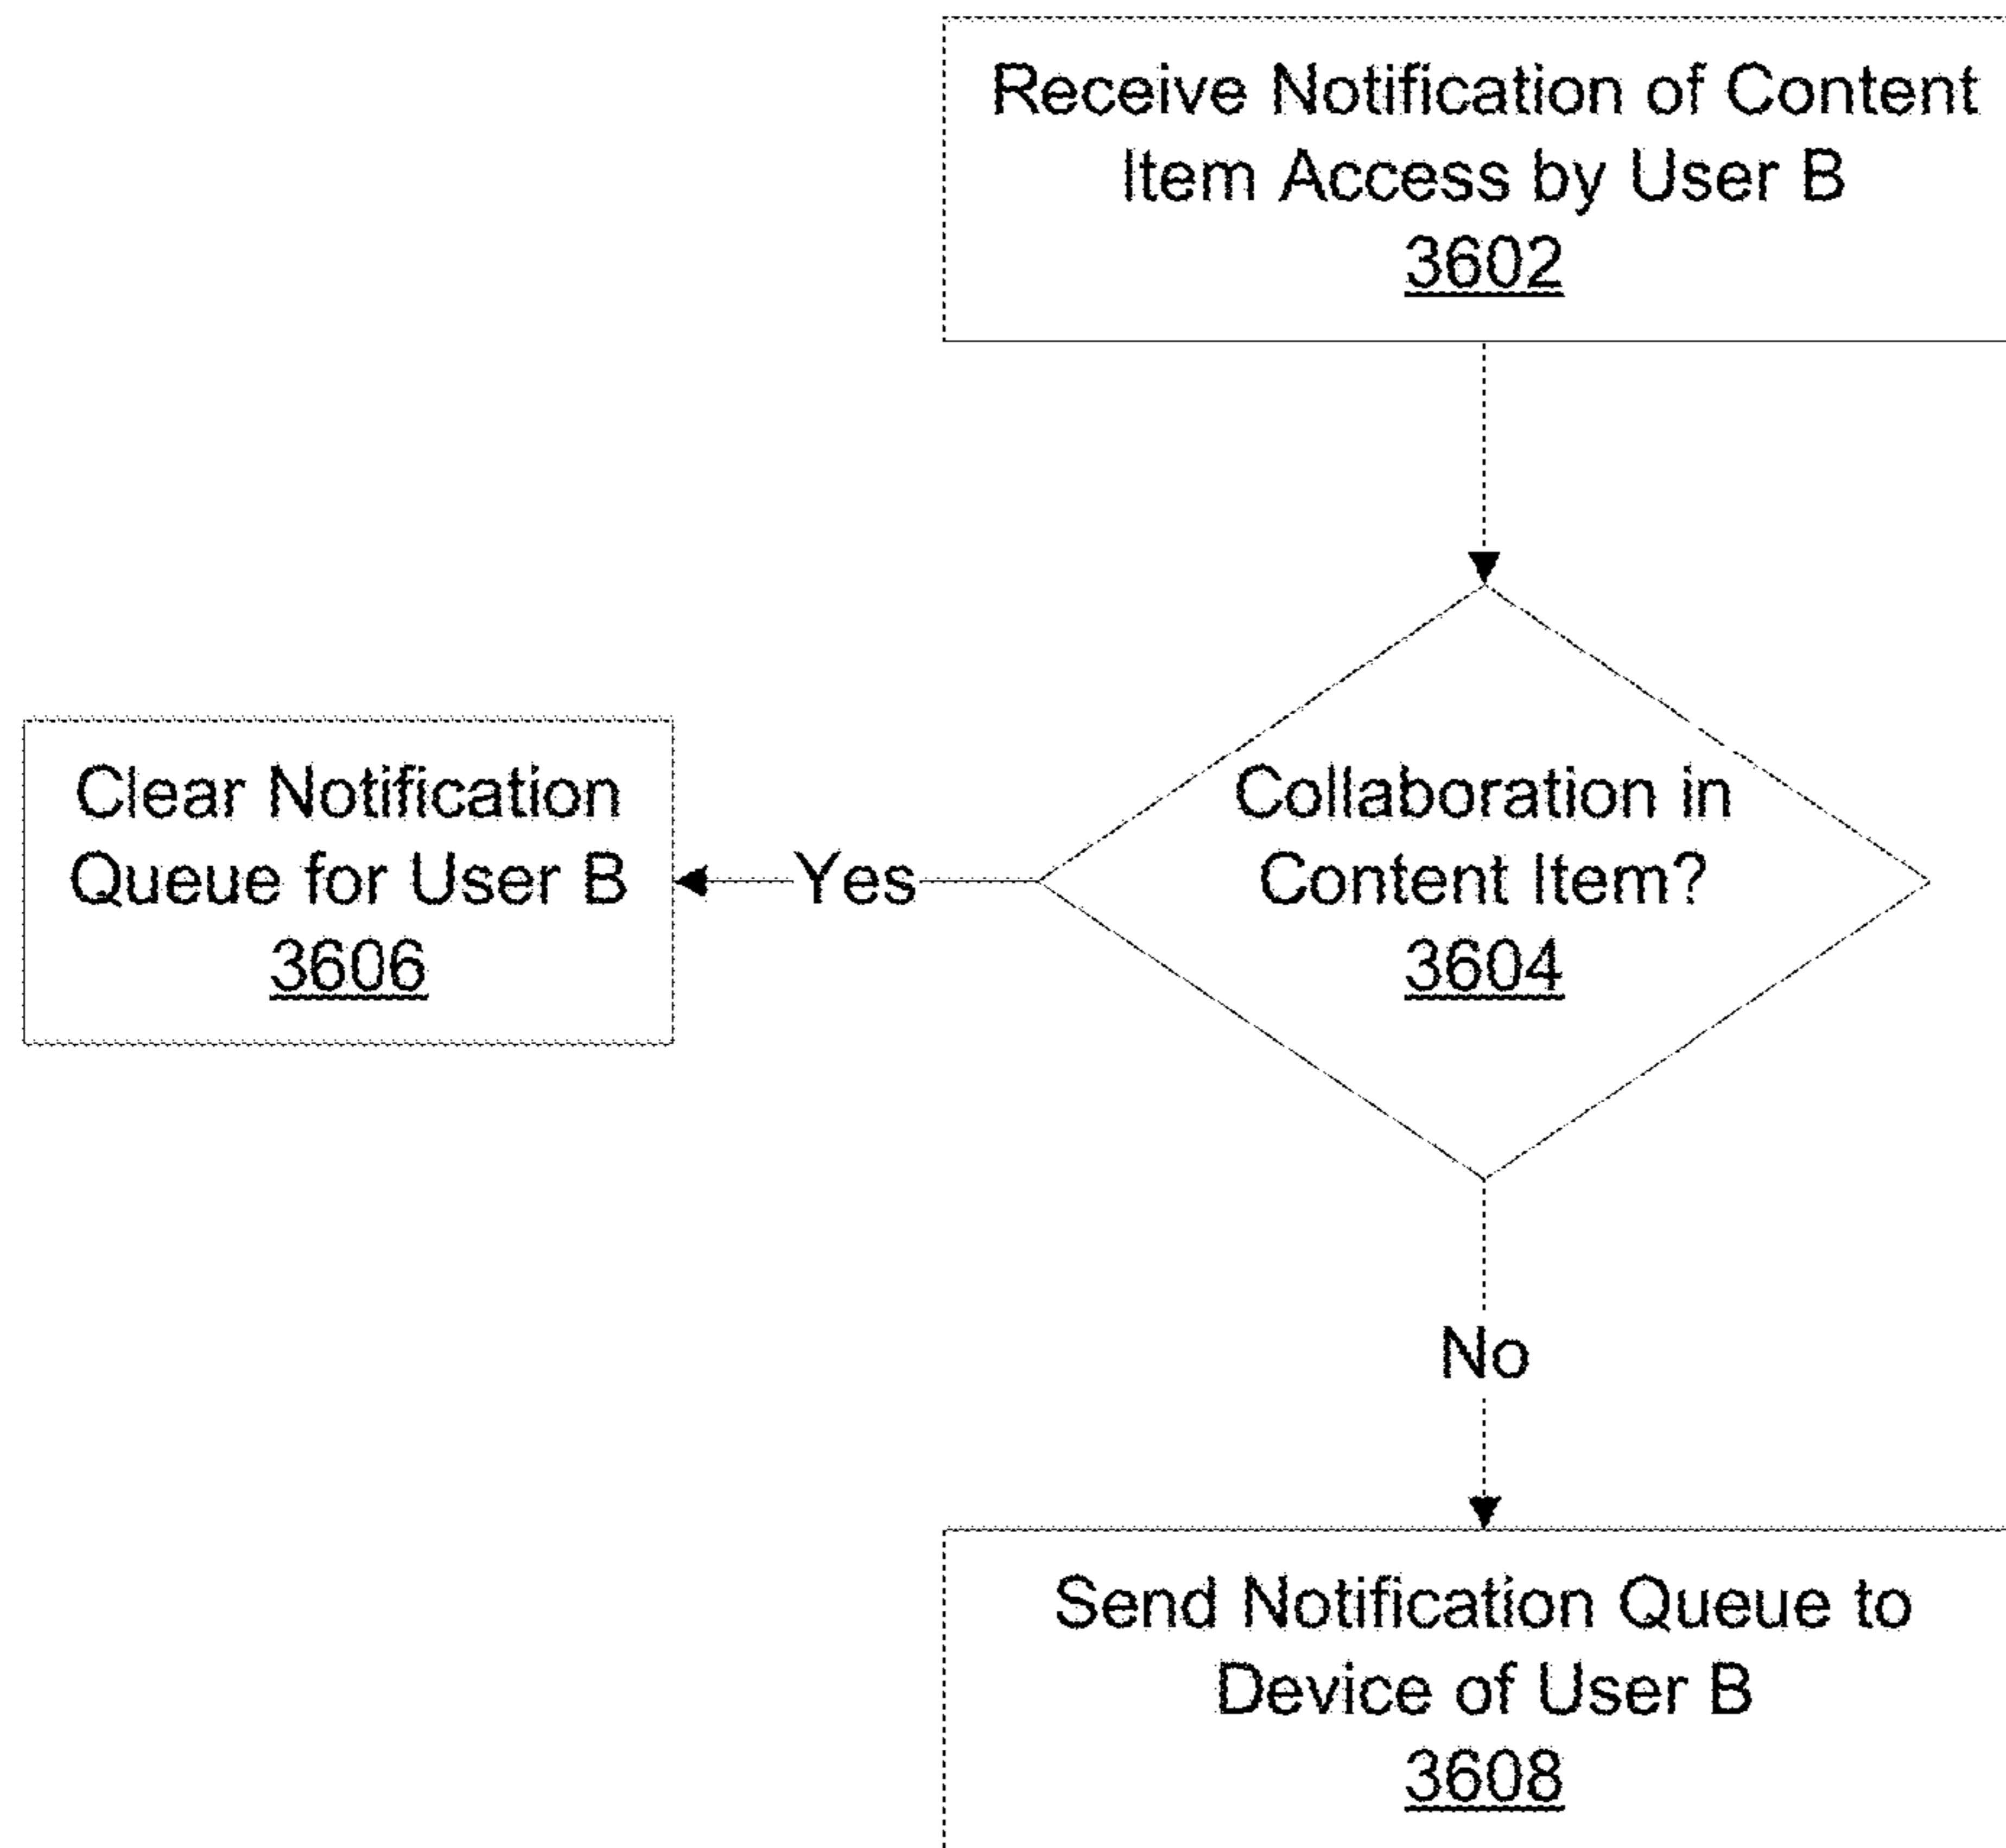 Receive Notification of Content
Item Access by User B
3602
Collaboration in
Content Item?
3604
Yes
Clear Notification
Queue for User B
3606
No
Send Notification Queue to
Device of User B
3608